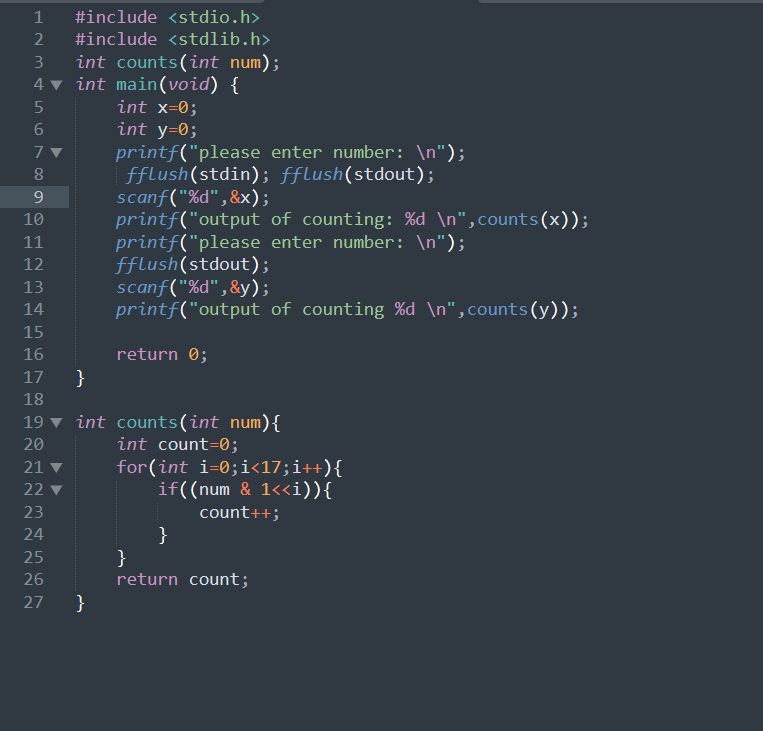 1 #include <stdio.h>
2 #include <stdlib.h>
3 int counts(int num);
4 int main(void) {
5 int x=0;
6 int y=0;
7 printf("please enter number: \n");
8 fflush(stdin); fflush(stdout);
9 scanf("%d",&x);
10 printf("output of counting: %d \n",counts(x));
11 printf("please enter number: \n");
12 fflush(stdout);
13 scanf("%d",&y);
14 printf("output of counting %d \n",counts(y));
15
16 return 0;
17 }
18
19 int counts(int num){
20 int count=0;
21 for(int i=0;i<17;i++){
22 if((num & 1<<i)){
23 count++;
24 }
25 }
26 return count;
27 }